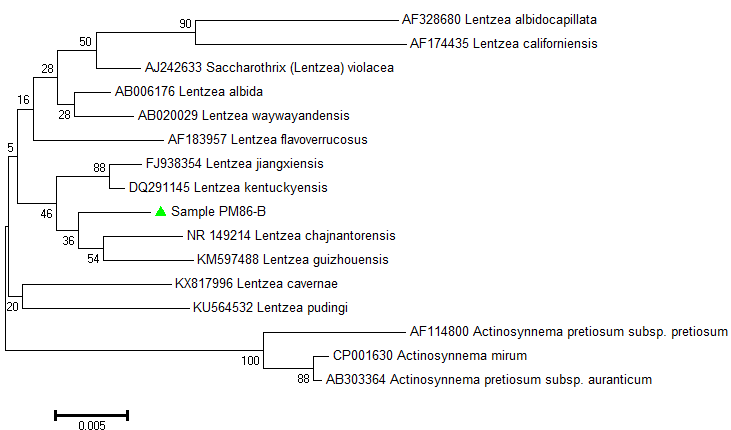 90 AF328680 Lentzea albidocapillata
50 AF174435 Lentzea californiensis
28 AJ242633 Saccharothrix (Lentzea) violacea
16 AB006176 Lentzea albida
28 AB020029 Lentzea waywayandensis
5 AF183957 Lentzea flavoverrucosus
88 FJ938354 Lentzea jiangxiensis
DQ291145 Lentzea kentuckyensis
46 Sample PM86-B
36 NR 149214 Lentzea chajnantorensis
54 KM597488 Lentzea guizhouensis
KX817996 Lentzea cavernae
20 KU564532 Lentzea pudingi
AF114800 Actinosynnema pretiosum subsp. pretiosum
100 CP001630 Actinosynnema mirum
88 AB303364 Actinosynnema pretiosum subsp. auranticum
0.005